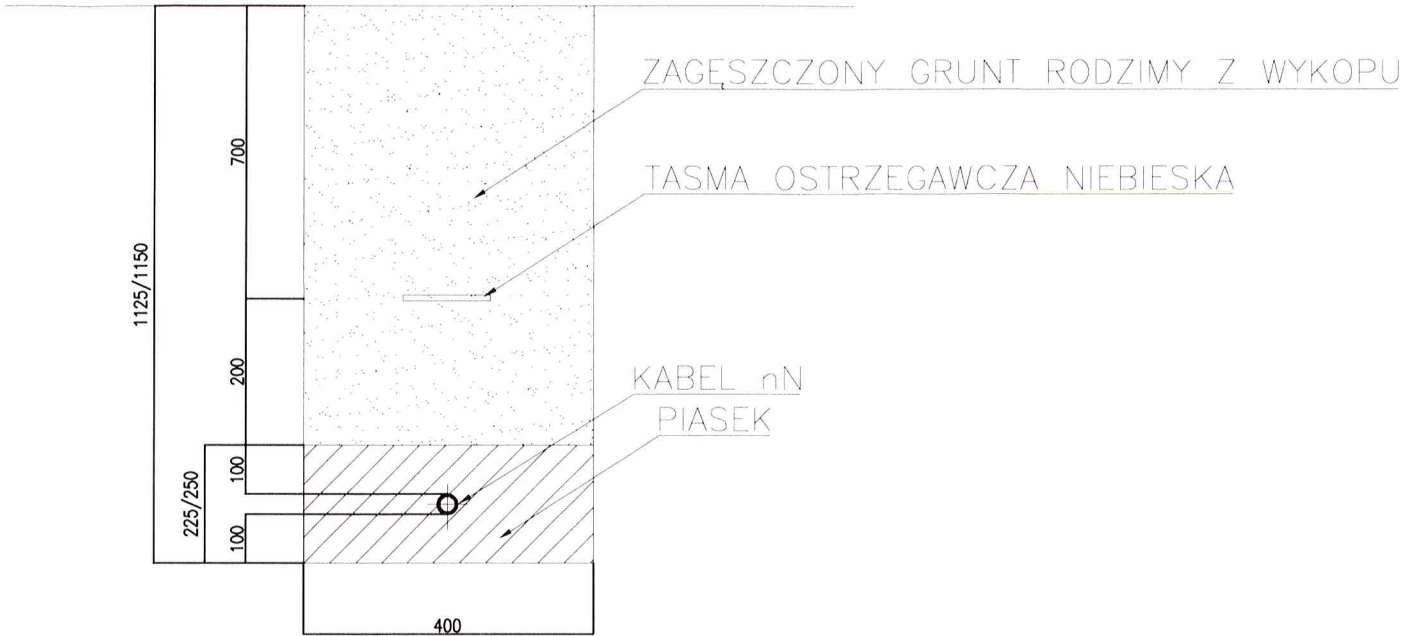 ZAGĘSZCZONY GRUNT RODZIMY Z WYKOPU
TASMA OSTRZEGAWCZA NIEBIESKA
KABEL nN
PIASEK
700
1125/1150
200
100
225/250
100
400